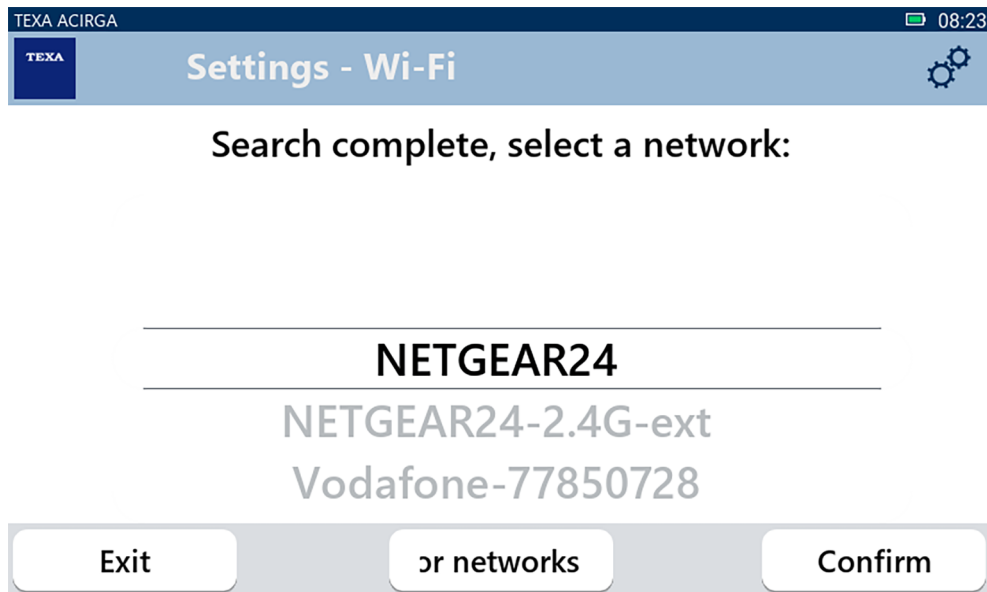 TEXA ACIRGA 08:23
TEXA
Settings - Wi-Fi
Search complete, select a network:
NETGEAR24
NETGEAR24-2.4G-ext
Vodafone-77850728
Exit or networks Confirm